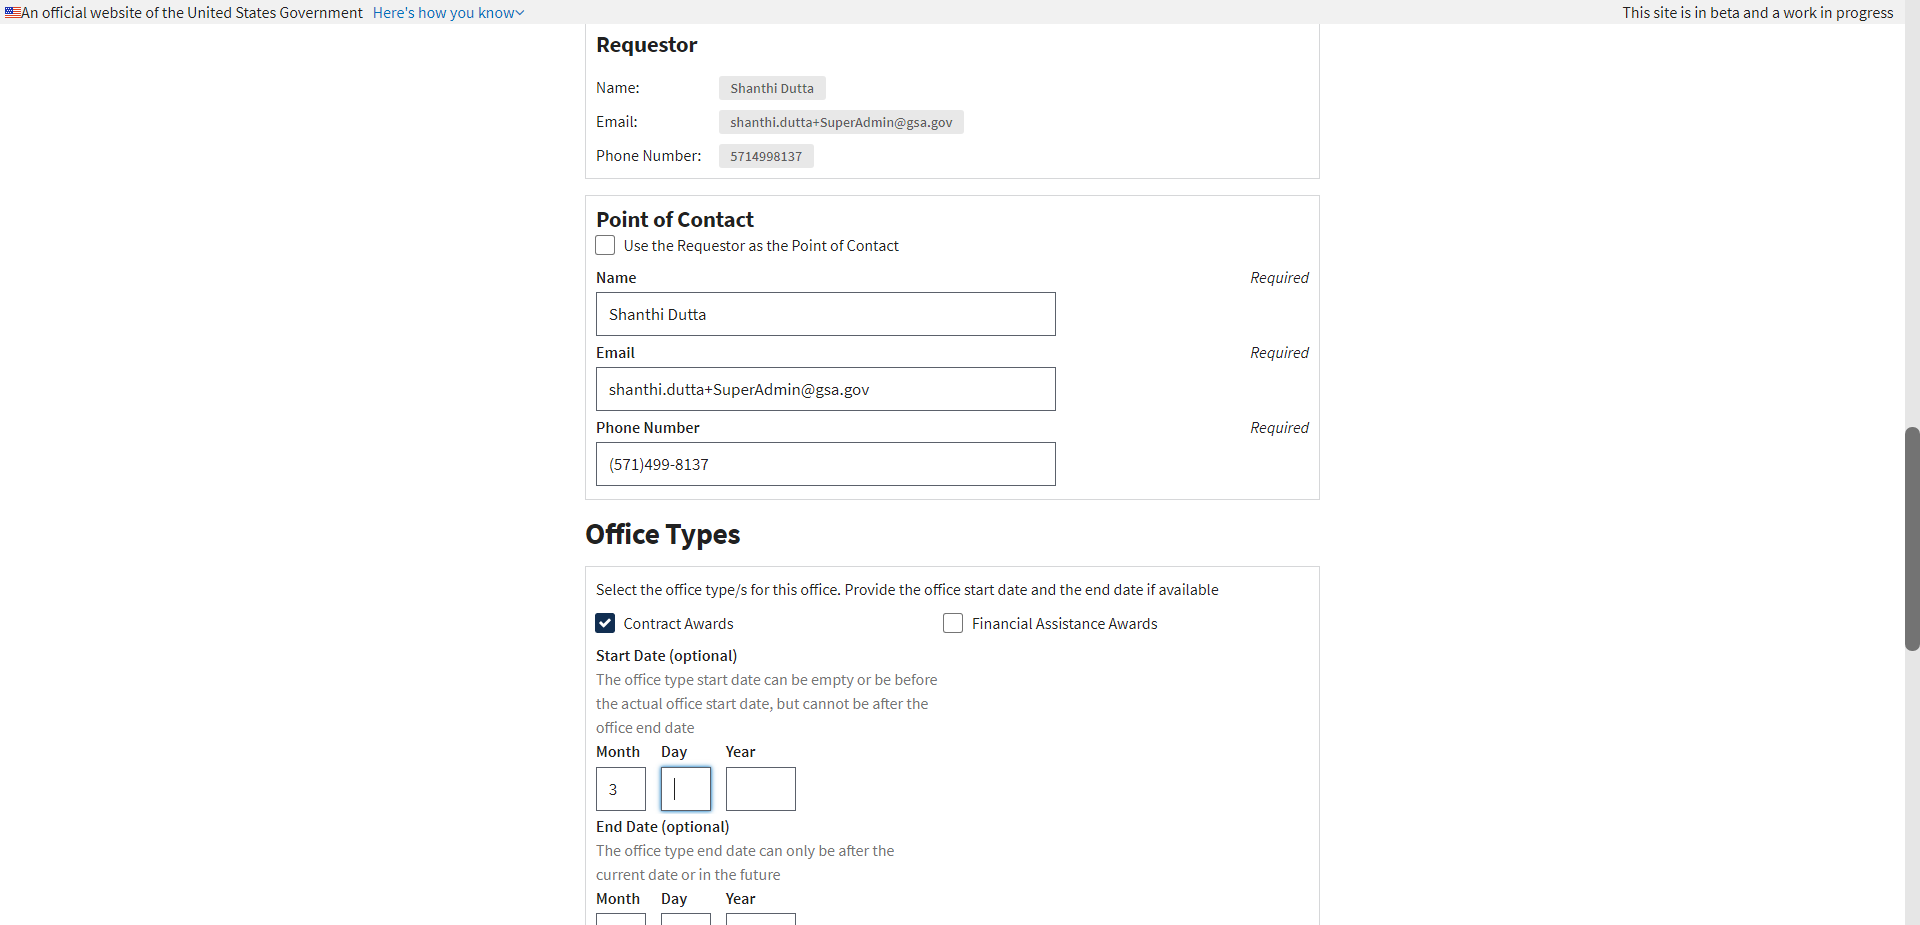 An official website of the United States Government Here's how you know
This site is in beta and a work in progress
Requestor
Name: Shanthi Dutta
Email: shanthi.dutta+SuperAdmin@gsa.gov
Phone Number: 5714998137
Point of Contact
Use the Requestor as the Point of Contact
Name Required
Shanthi Dutta
Email Required
shanthi.dutta+SuperAdmin@gsa.gov
Phone Number Required
(571)499-8137
Office Types
Select the office type/s for this office. Provide the office start date and the end date if available
Contract Awards Financial Assistance Awards
Start Date (optional)
The office type start date can be empty or be before
the actual office start date, but cannot be after the
office end date
Month Day Year
3
End Date (optional)
The office type end date can only be after the
current date or in the future
Month Day Year